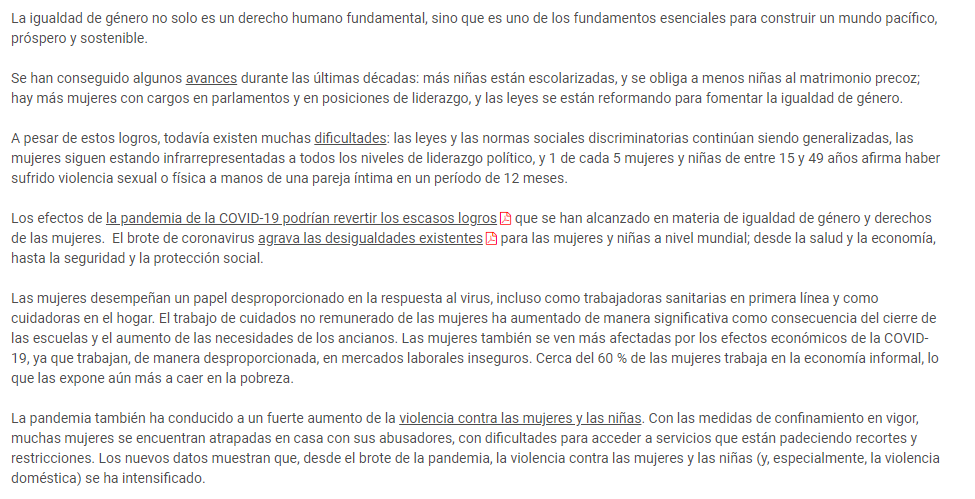 La igualdad de género no solo es un derecho humano fundamental, sino que es uno de los fundamentos esenciales para construir un mundo pacífico,
próspero y sostenible.
Se han conseguido algunos avances durante las últimas décadas: más niñas están escolarizadas, y se obliga a menos niñas al matrimonio precoz;
hay más mujeres con cargos en parlamentos y en posiciones de liderazgo, y las leyes se están reformando para fomentar la igualdad de género.
A pesar de estos logros, todavía existen muchas dificultades: las leyes y las normas sociales discriminatorias continúan siendo generalizadas, las
mujeres siguen estando infrarrepresentadas a todos los niveles de liderazgo político, y 1 de cada 5 mujeres y niñas de entre 15 y 49 años afirma haber
sufrido violencia sexual o física a manos de una pareja íntima en un período de 12 meses.
Los efectos de la pandemia de la COVID-19 podrían revertir los escasos logros que se han alcanzado en materia de igualdad de género y derechos
de las mujeres. El brote de coronavirus agrava las desigualdades existentes para las mujeres y niñas a nivel mundial; desde la salud y la economía,
hasta la seguridad y la protección social.
Las mujeres desempeñan un papel desproporcionado en la respuesta al virus, incluso como trabajadoras sanitarias en primera línea y como
cuidadoras en el hogar. El trabajo de cuidados no remunerado de las mujeres ha aumentado de manera significativa como consecuencia del cierre de
las escuelas y el aumento de las necesidades de los ancianos. Las mujeres también se ven más afectadas por los efectos económicos de la COVID-
19, ya que trabajan, de manera desproporcionada, en mercados laborales inseguros. Cerca del 60 % de las mujeres trabaja en la economía informal, lo
que las expone aún más a caer en la pobreza.
La pandemia también ha conducido a un fuerte aumento de la violencia contra las mujeres y las niñas. Con las medidas de confinamiento en vigor,
muchas mujeres se encuentran atrapadas en casa con sus abusadores, con dificultades para acceder a servicios que están padeciendo recortes y
restricciones. Los nuevos datos muestran que, desde el brote de la pandemia, la violencia contra las mujeres y las niñas (y, especialmente, la violencia
doméstica) se ha intensificado.